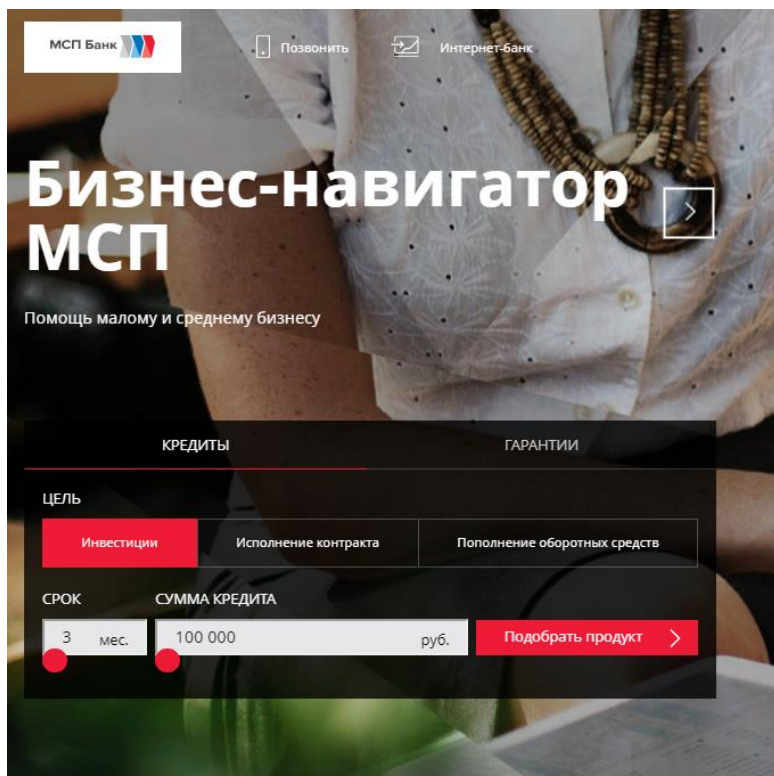 МСП Банк
Позвонить
Интернет-банк
Бизнес-навигатор
МСП
Помощь малому и среднему бизнесу
КРЕДИТЫ
ГАРАНТИИ
ЦЕЛЬ
Инвестиции
Исполнение контракта
Пополнение оборотных средств
СРОК
СУММА КРЕДИТА
3 мес.
100 000 руб.
Подобрать продукт